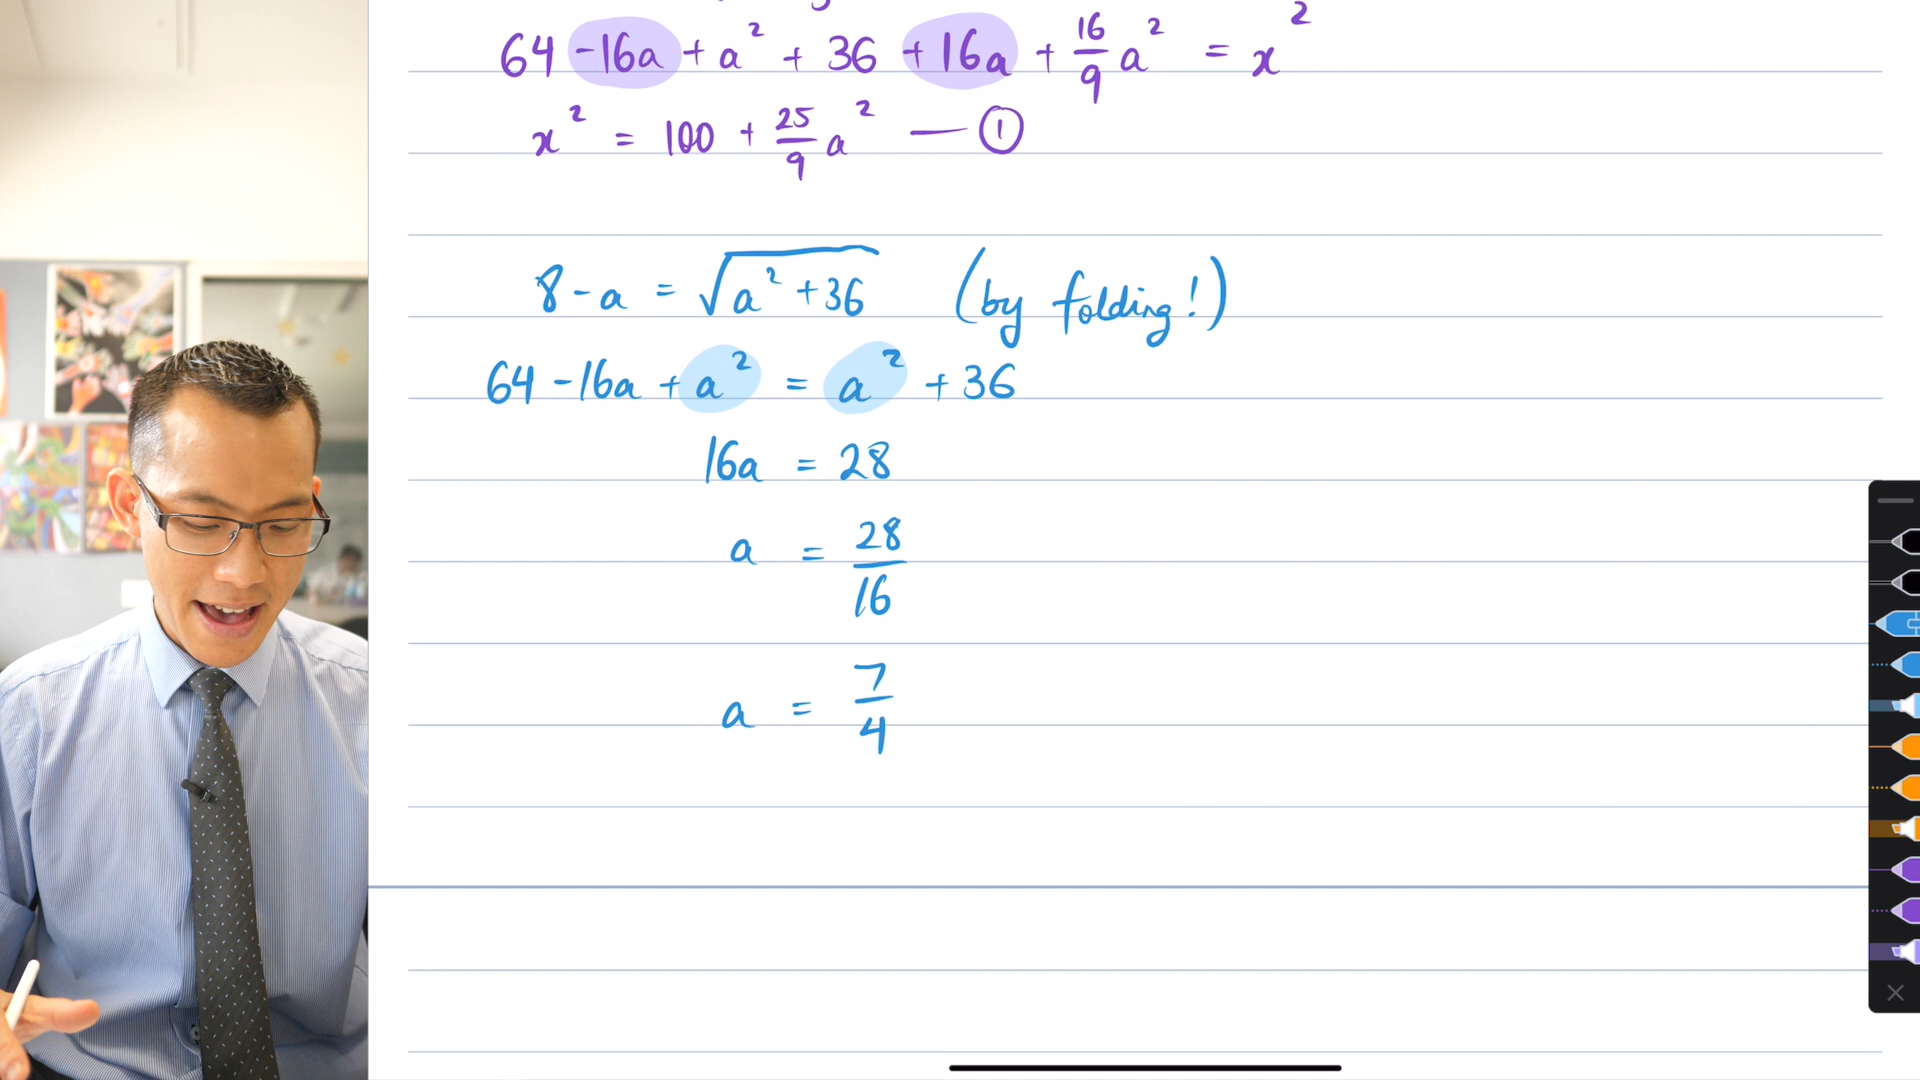 64 -16a + a² + 36 +16a + 16/9 a² = x²
x² = 100 + 25/9 a² — ①
8-a = √(a² +36) (by folding!)
64 -16a + a² = a² + 36
16a = 28
a = 28/16
a = 7/4